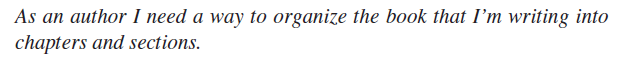 As an author I need a way to organize the book that I’m writing into
chapters and sections.